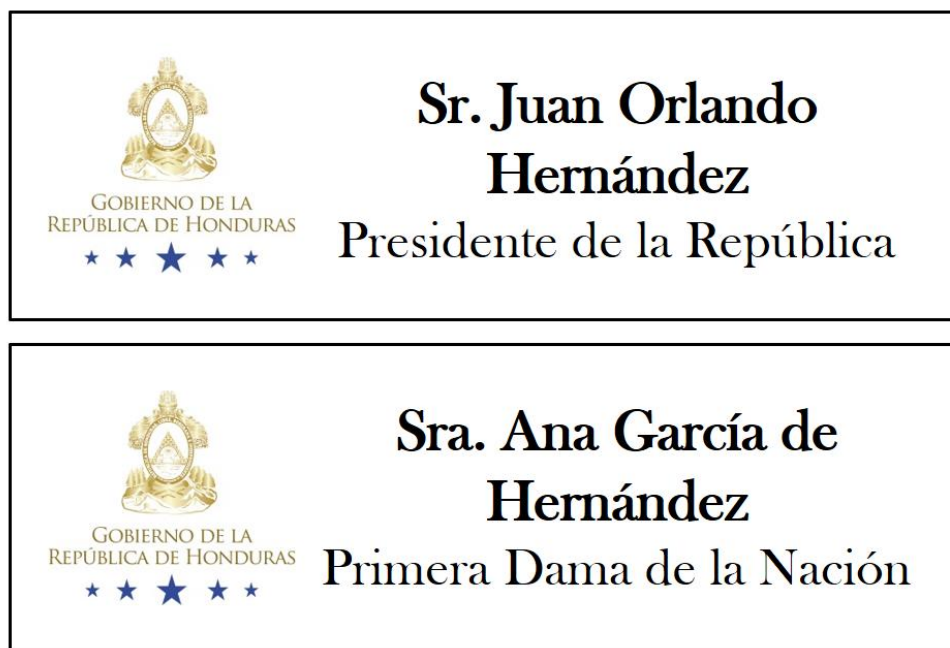 GOBIERNO DE LA
REPÚBLICA DE HONDURAS
Sr. Juan Orlando
Hernández
Presidente de la República
GOBIERNO DE LA
REPÚBLICA DE HONDURAS
Sra. Ana García de
Hernández
Primera Dama de la Nación